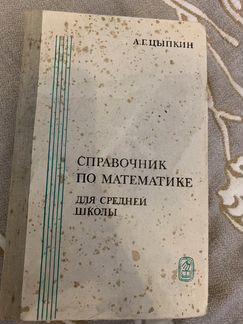 А.Г. ЦЫПКИН
СПРАВОЧНИК
ПО МАТЕМАТИКЕ
ДЛЯ СРЕДНЕЙ
ШКОЛЫ